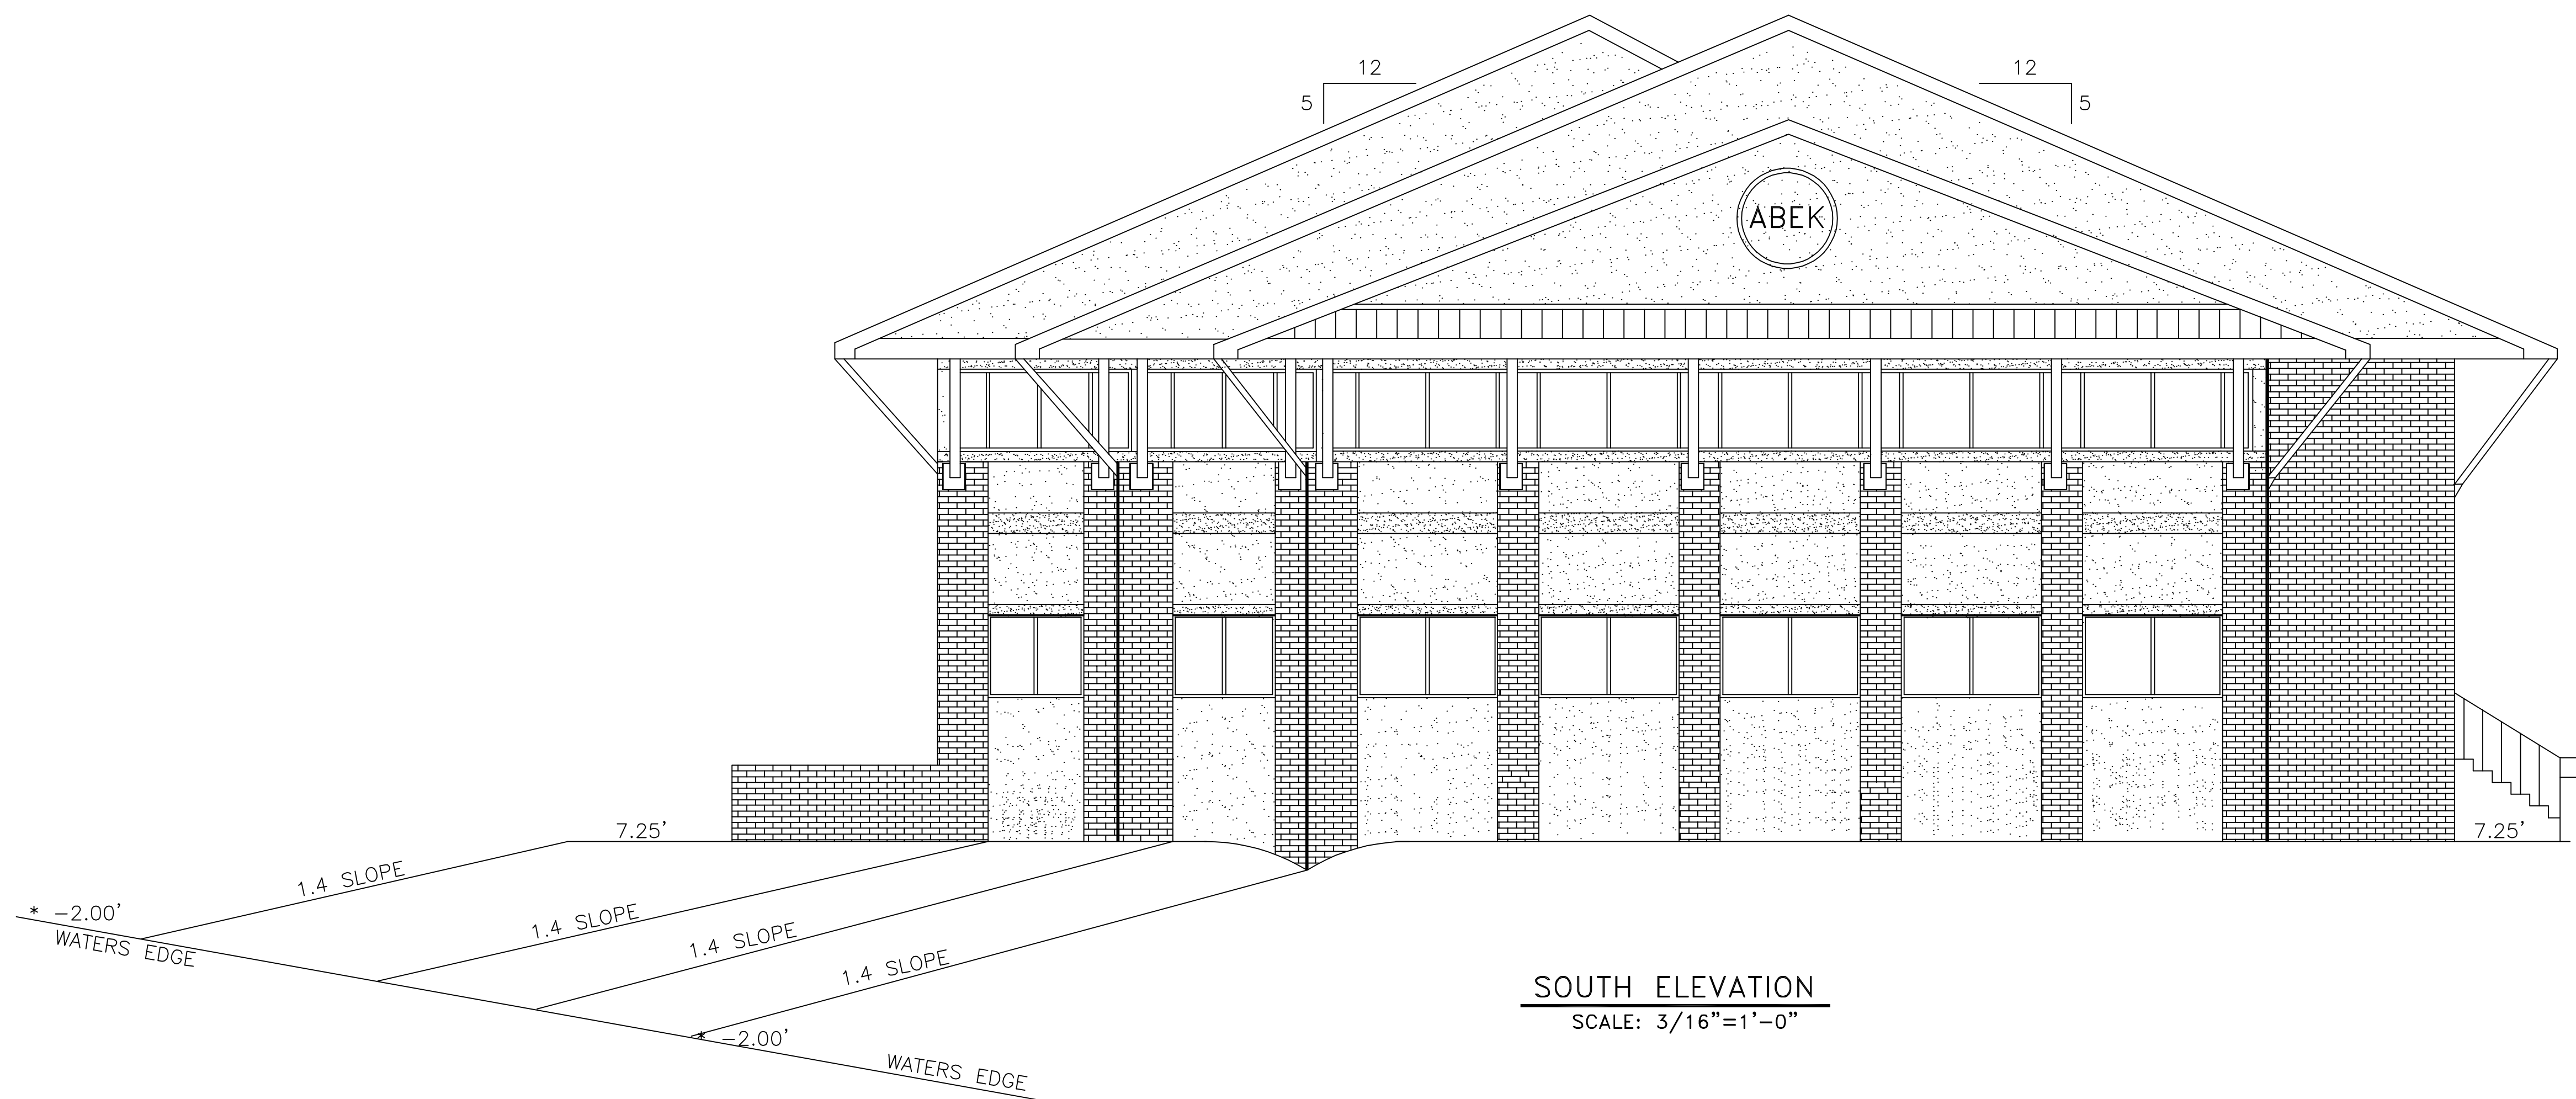 12
12
5
5
ABEK
7.25'
7.25'
1.4 SLOPE
* -2.00'
WATERS EDGE
1.4 SLOPE
1.4 SLOPE
1.4 SLOPE
SOUTH ELEVATION
SCALE: 3/16"=1'-0"
* -2.00'
WATERS EDGE